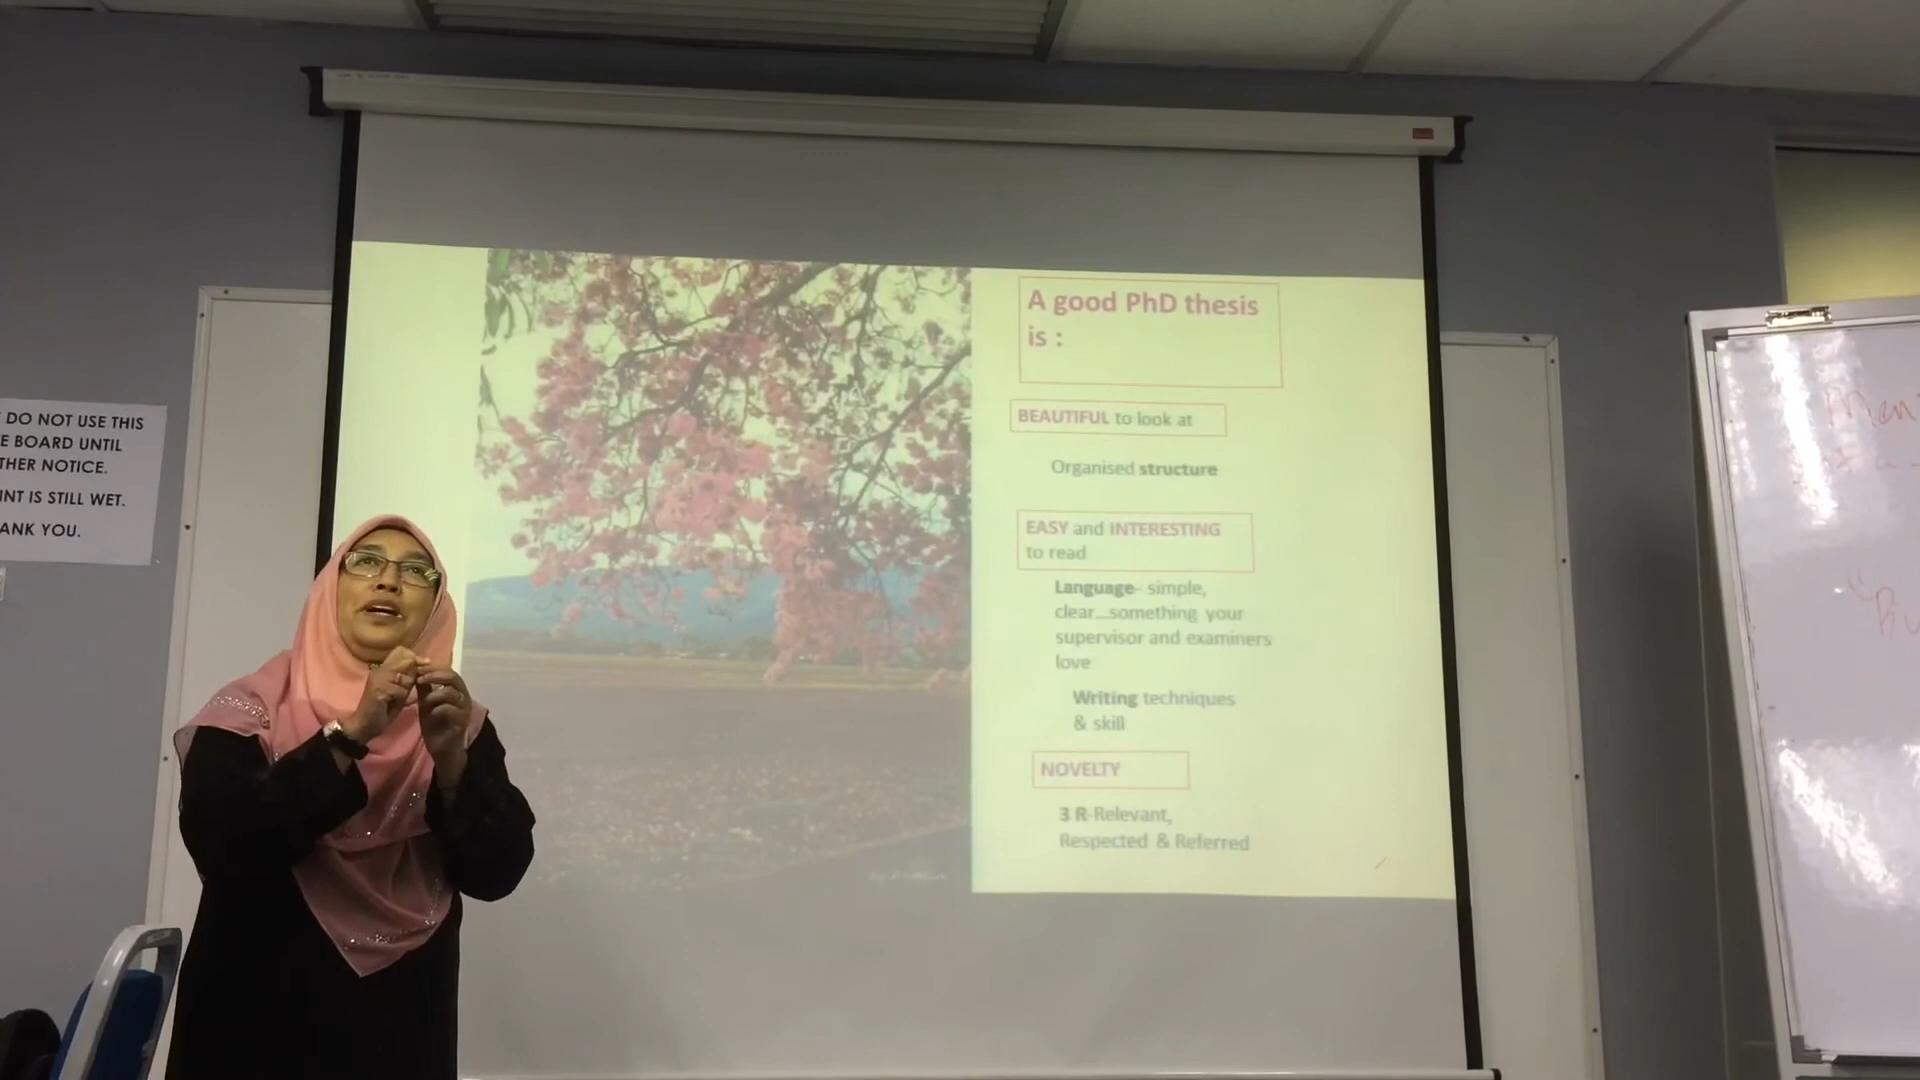 DO NOT USE THIS
E BOARD UNTIL
THER NOTICE.
INT IS STILL WET.
ANK YOU.
A good PhD thesis
is :
BEAUTIFUL to look at
Organised structure
EASY and INTERESTING
to read
Language- simple,
clear...something your
supervisor and examiners
love
Writing techniques
& skill
NOVELTY
3 R-Relevant,
Respected & Referred
Men